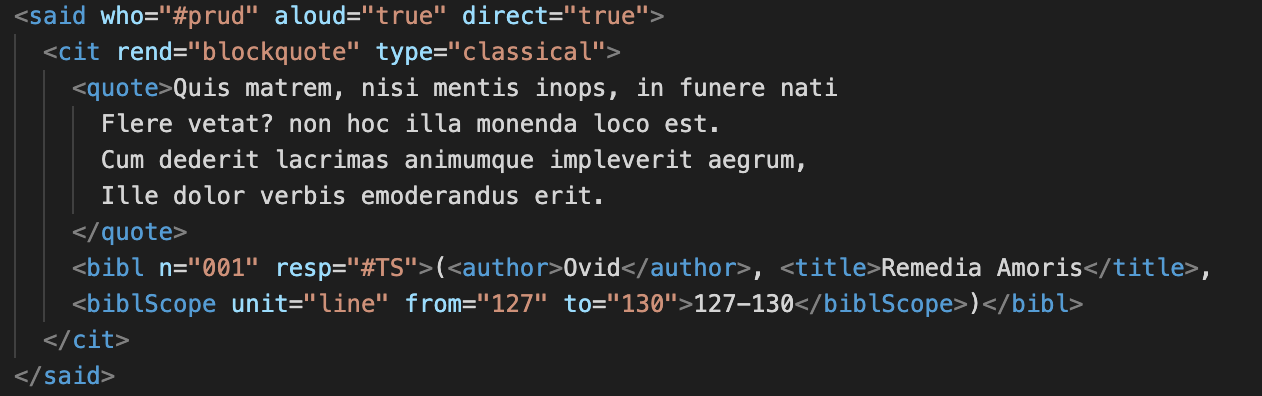 <said who="#prud" aloud="true" direct="true">
<cit rend="blockquote" type="classical">
<quote>Quis matrem, nisi mentis inops, in funere nati
Flere vetat? non hoc illa monenda loco est.
Cum dederit lacrimas animumque impleverit aegrum,
Ille dolor verbis emoderandus erit.
</quote>
<bibl n="001" resp="#TS">(<author>Ovid</author>, <title>Remedia Amoris</title>,
<biblScope unit="line" from="127" to="130">127-130</biblScope>)</bibl>
</cit>
</said>